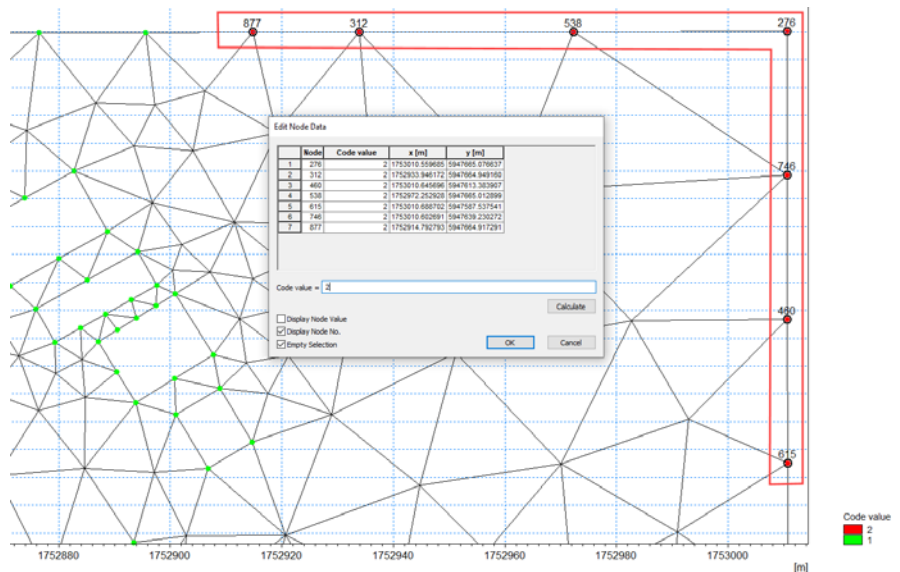 877 312 538 276
746
460
615
Edit Node Data
Node Code value x [m] y [m]
1 276 2 1753010.559685 5947665.076637
2 312 2 1752933.946172 5947664.949160
3 460 2 1753010.645696 5947613.383907
4 538 2 1752972.252928 5947665.012899
5 615 2 1753010.688702 5947587.537541
6 746 2 1753010.602691 5947639.230272
7 877 2 1752914.792793 5947664.917291
Code value = 2
Calculate
Display Node Value
Display Node No.
Empty Selection
OK Cancel
Code value
2
1
1752880 1752900 1752920 1752940 1752960 1752980 1753000
[m]